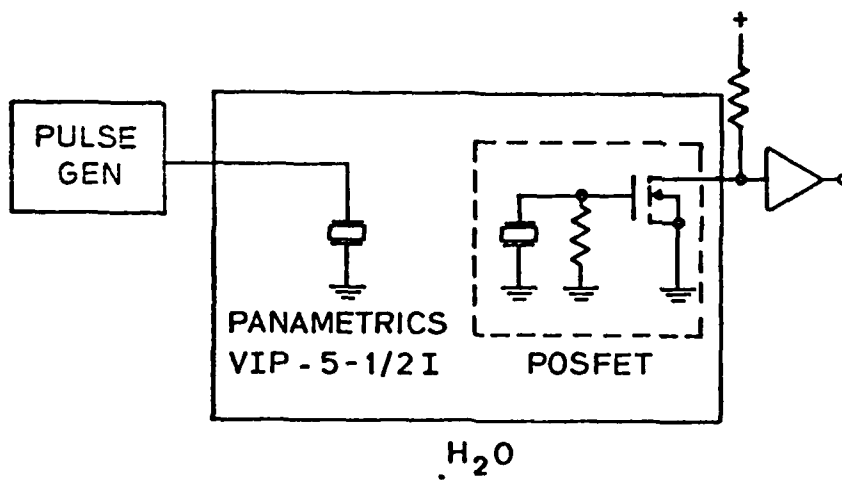 +
PULSE
GEN
PANAMETRICS
VIP-5-1/2I
POSFET
H₂O